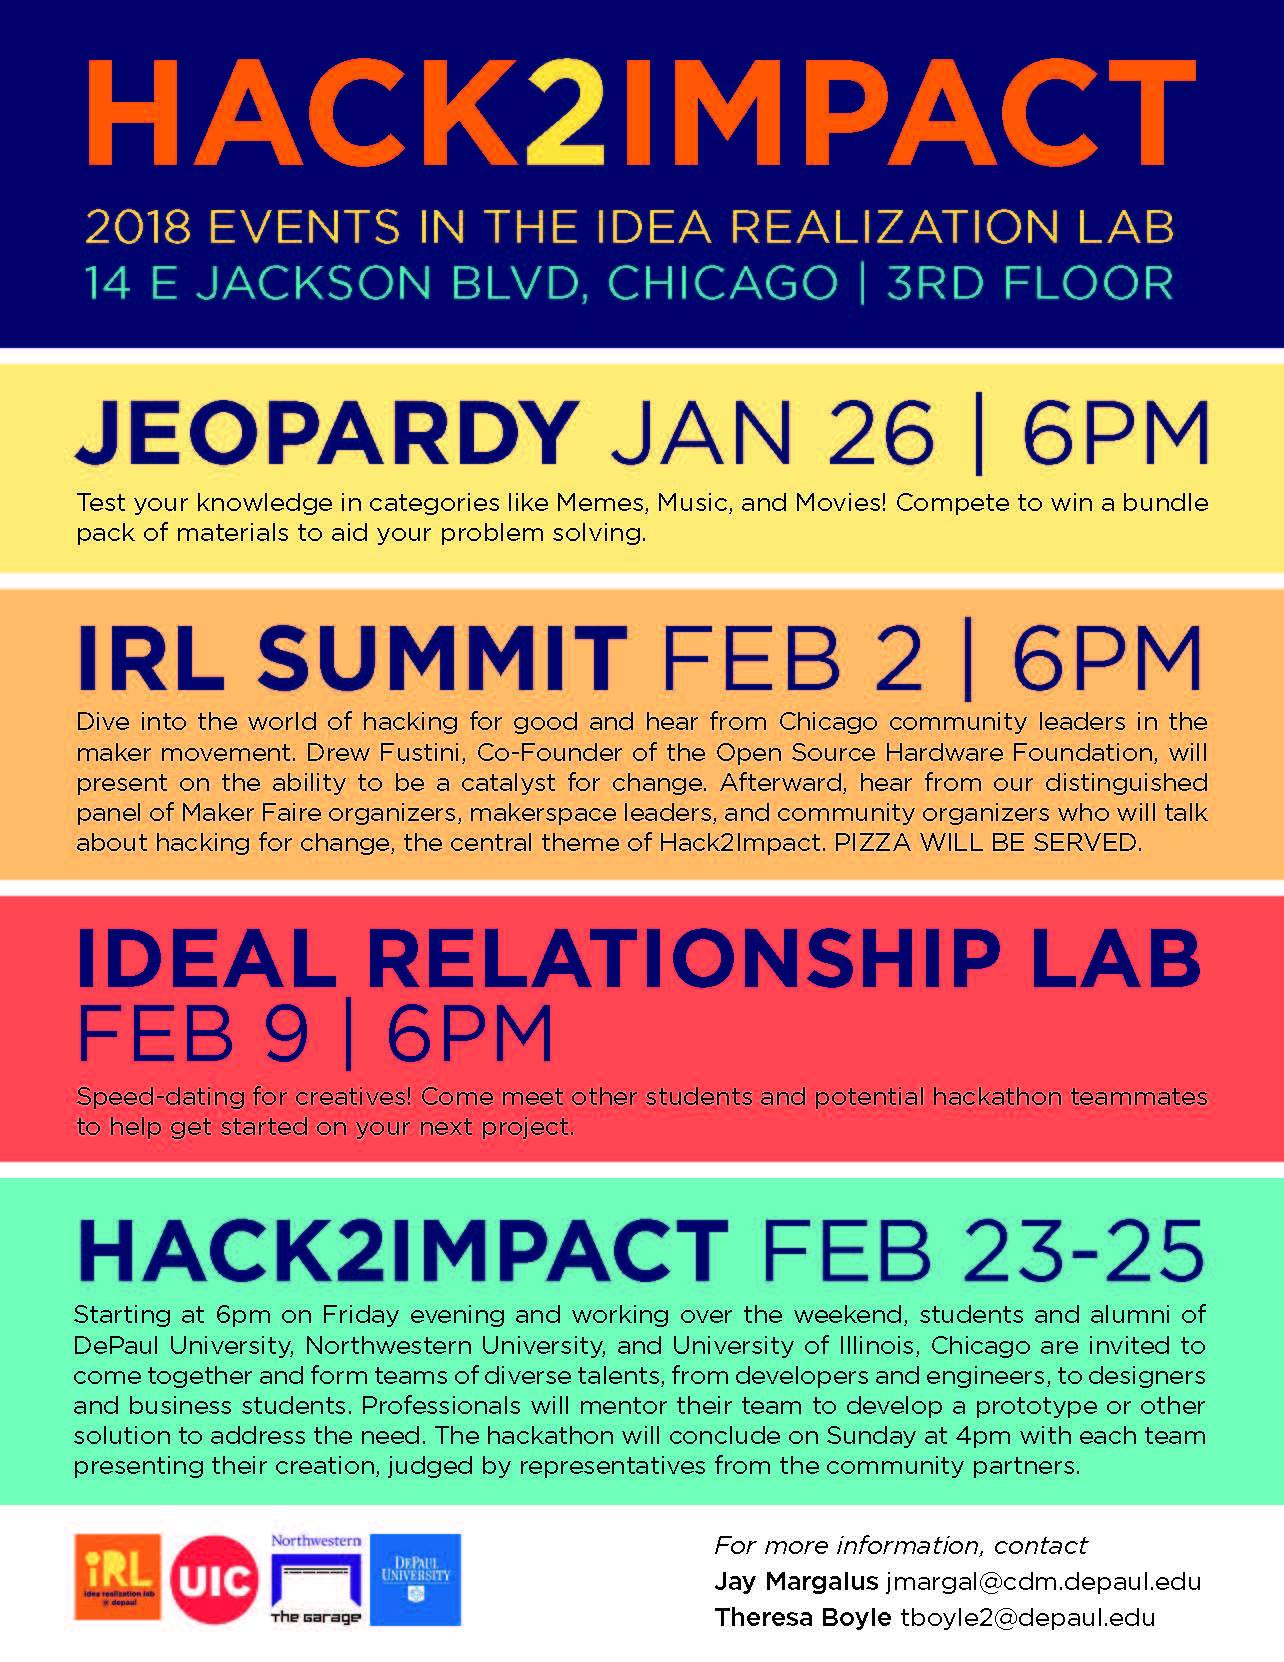 HACK2IMPACT
2018 EVENTS IN THE IDEA REALIZATION LAB
14 E JACKSON BLVD, CHICAGO | 3RD FLOOR
JEOPARDY JAN 26 | 6PM
Test your knowledge in categories like Memes, Music, and Movies! Compete to win a bundle
pack of materials to aid your problem solving.
IRL SUMMIT FEB 2 | 6PM
Dive into the world of hacking for good and hear from Chicago community leaders in the
maker movement. Drew Fustini, Co-Founder of the Open Source Hardware Foundation, will
present on the ability to be a catalyst for change. Afterward, hear from our distinguished
panel of Maker Faire organizers, makerspace leaders, and community organizers who will talk
about hacking for change, the central theme of Hack2Impact. PIZZA WILL BE SERVED.
IDEAL RELATIONSHIP LAB
FEB 9 | 6PM
Speed-dating for creatives! Come meet other students and potential hackathon teammates
to help get started on your next project.
HACK2IMPACT FEB 23-25
Starting at 6pm on Friday evening and working over the weekend, students and alumni of
DePaul University, Northwestern University, and University of Illinois, Chicago are invited to
come together and form teams of diverse talents, from developers and engineers, to designers
and business students. Professionals will mentor their team to develop a prototype or other
solution to address the need. The hackathon will conclude on Sunday at 4pm with each team
presenting their creation, judged by representatives from the community partners.
iRL
idea realization lab
@ depaul
UIC
Northwestern
The Garage
DEPAUL
UNIVERSITY
For more information, contact
Jay Margalus jmargal@cdm.depaul.edu
Theresa Boyle tboyle2@depaul.edu